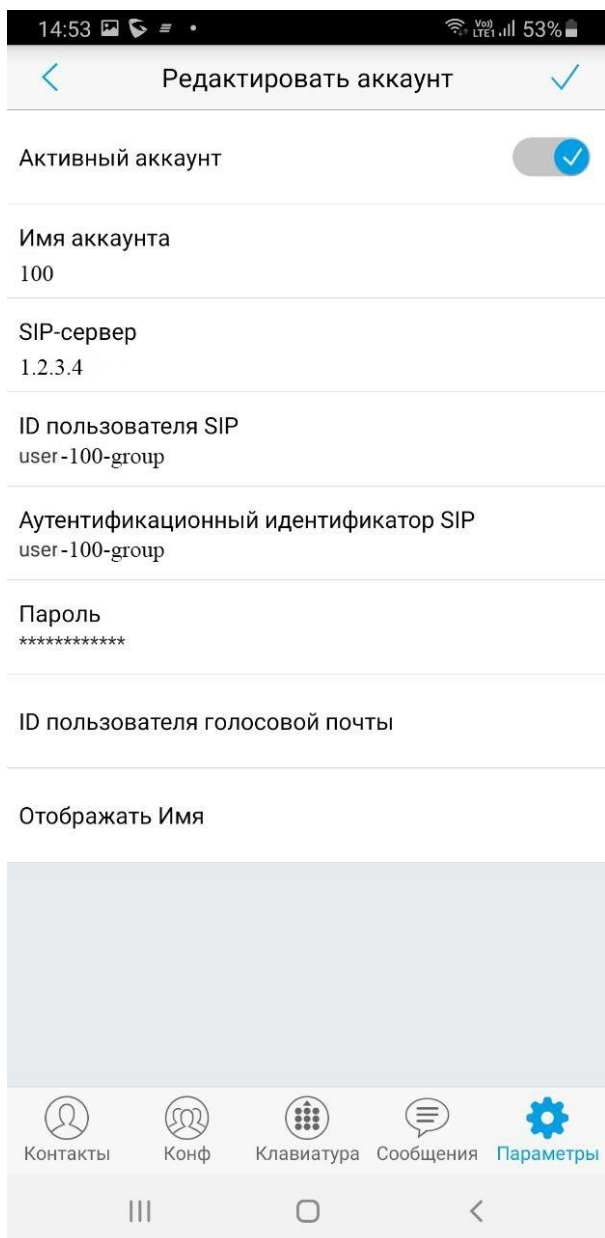 14:53 53%
Редактировать аккаунт
Активный аккаунт
Имя аккаунта
100
SIP-сервер
1.2.3.4
ID пользователя SIP
user-100-group
Аутентификационный идентификатор SIP
user-100-group
Пароль
************
ID пользователя голосовой почты
Отображать Имя
Контакты Конф Клавиатура Сообщения Параметры